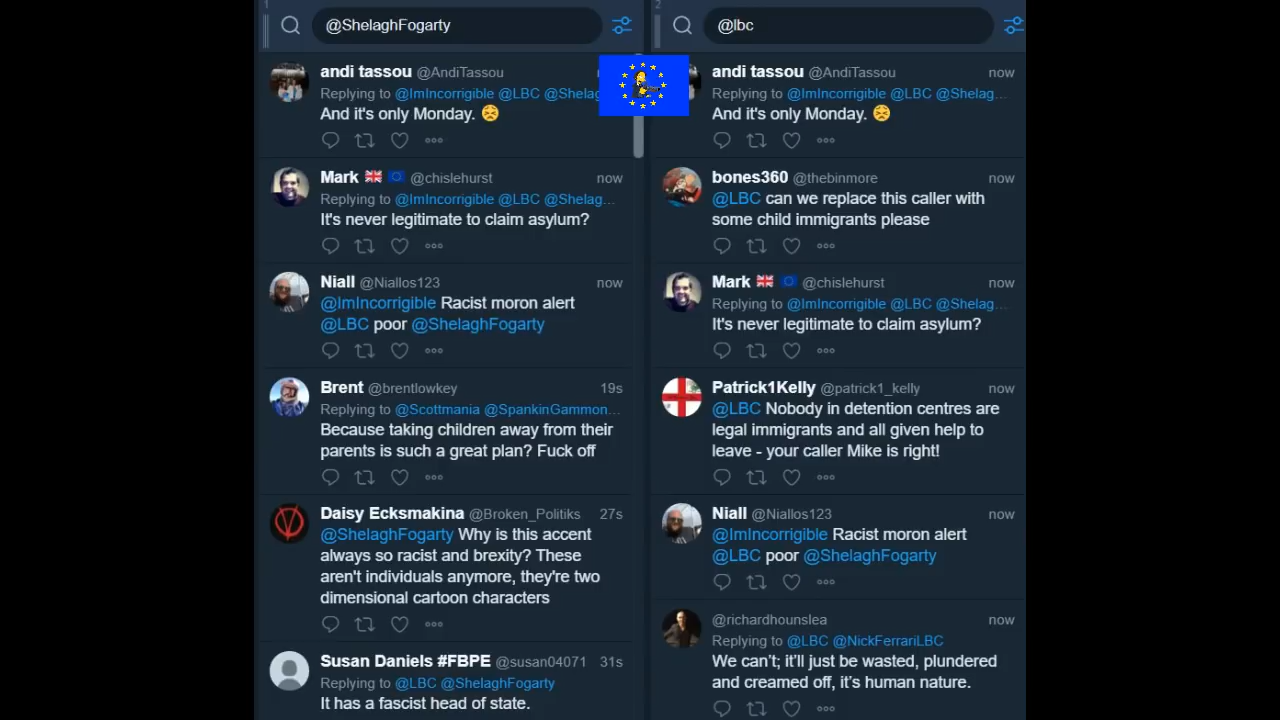 1
@ShelaghFogarty
andi tassou @AndiTassou
Replying to @ImIncorrigible @LBC @Shelag
And it's only Monday. 😣
Mark 🇬🇧 🇪🇺 @chislehurst now
Replying to @ImIncorrigible @LBC @Shelag...
It's never legitimate to claim asylum?
Niall @Niallos123 now
@ImIncorrigible Racist moron alert
@LBC poor @ShelaghFogarty
Brent @brentlowkey 19s
Replying to @Scottmania @SpankinGammon...
Because taking children away from their
parents is such a great plan? Fuck off
Daisy Ecksmakina @Broken_Politiks 27s
@ShelaghFogarty Why is this accent
always so racist and brexity? These
aren't individuals anymore, they're two
dimensional cartoon characters
Susan Daniels #FBPE @susan04071 31s
Replying to @LBC @ShelaghFogarty
It has a fascist head of state.
2
@lbc
andi tassou @AndiTassou now
Replying to @ImIncorrigible @LBC @Shelag...
And it's only Monday. 😣
bones360 @thebinmore now
@LBC can we replace this caller with
some child immigrants please
Mark 🇬🇧 🇪🇺 @chislehurst now
Replying to @ImIncorrigible @LBC @Shelag...
It's never legitimate to claim asylum?
Patrick1Kelly @patrick1_kelly now
@LBC Nobody in detention centres are
legal immigrants and all given help to
leave - your caller Mike is right!
Niall @Niallos123 now
@ImIncorrigible Racist moron alert
@LBC poor @ShelaghFogarty
@richardhounslea now
Replying to @LBC @NickFerrariLBC
We can't; it'll just be wasted, plundered
and creamed off, it's human nature.